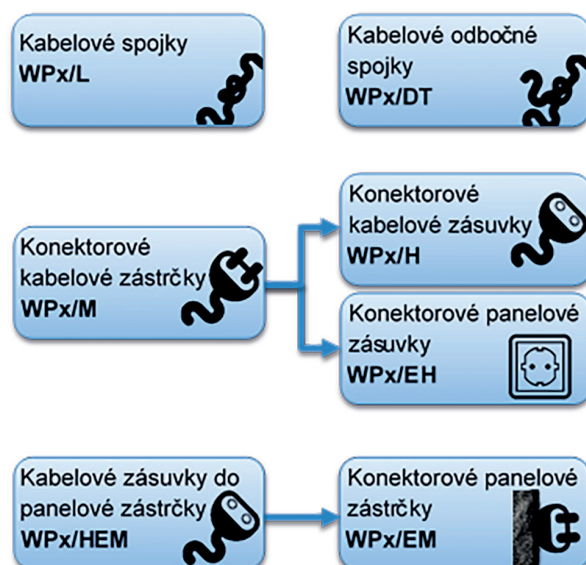 Kabelové spojky
WPx/L
Kabelové odbočné
spojky
WPx/DT
Konektorové
kabelové zástrčky
WPx/M
Konektorové
kabelové zásuvky
WPx/H
Konektorové panelové
zásuvky
WPx/EH
Kabelové zásuvky do
panelové zástrčky
WPx/HEM
Konektorové panelové
zástrčky
WPx/EM